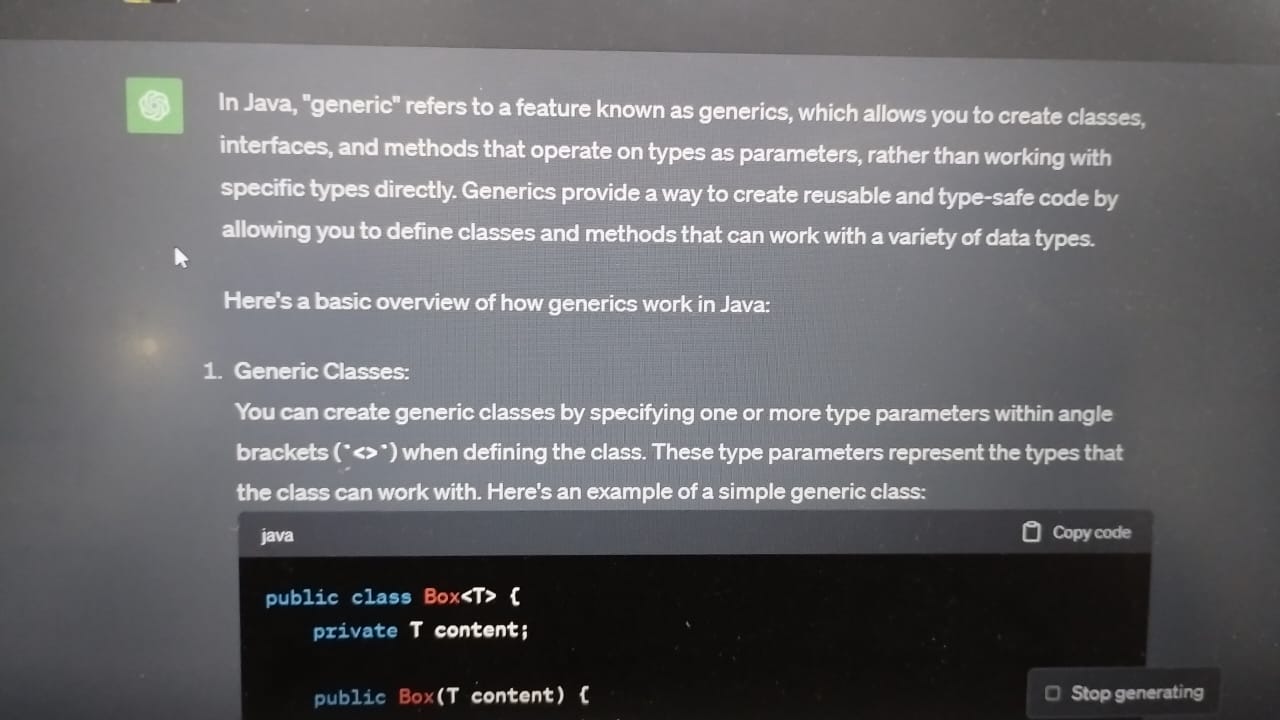 In Java, "generic" refers to a feature known as generics, which allows you to create classes,
interfaces, and methods that operate on types as parameters, rather than working with
specific types directly. Generics provide a way to create reusable and type-safe code by
allowing you to define classes and methods that can work with a variety of data types.
Here's a basic overview of how generics work in Java:
1. Generic Classes:
You can create generic classes by specifying one or more type parameters within angle
brackets (`<>`) when defining the class. These type parameters represent the types that
the class can work with. Here's an example of a simple generic class:
java Copy code
public class Box<T> {
private T content;
public Box(T content) {
Stop generating